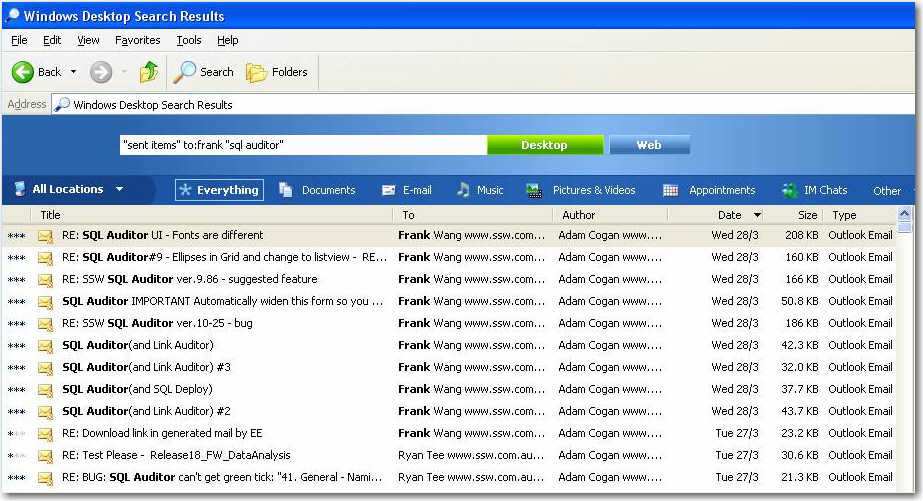 Windows Desktop Search Results
File Edit View Favorites Tools Help
Back Search Folders
Address Windows Desktop Search Results
"sent items" to:frank "sql auditor" Desktop Web
All Locations Everything Documents E-mail Music Pictures & Videos Appointments IM Chats Other
Title To Author Date Size Type
*** RE: SQL Auditor UI - Fonts are different Frank Wang www.ssw.com... Adam Cogan www.... Wed 28/3 208 KB Outlook Email
*** RE: SQL Auditor#9 - Ellipses in Grid and change to listview - RE... Frank Wang www.ssw.com... Adam Cogan www.... Wed 28/3 160 KB Outlook Email
*** RE: SSW SQL Auditor ver.9.86 - suggested feature Frank Wang www.ssw.com... Adam Cogan www.... Wed 28/3 166 KB Outlook Email
*** SQL Auditor IMPORTANT Automatically widen this form so you ... Frank Wang www.ssw.com... Adam Cogan www.... Wed 28/3 50.8 KB Outlook Email
*** RE: SSW SQL Auditor ver.10-25 - bug Frank Wang www.ssw.com... Adam Cogan www.... Wed 28/3 186 KB Outlook Email
*** SQL Auditor(and Link Auditor) Frank Wang www.ssw.com... Adam Cogan www.... Wed 28/3 42.3 KB Outlook Email
*** SQL Auditor(and Link Auditor) #3 Frank Wang www.ssw.com... Adam Cogan www.... Wed 28/3 32.0 KB Outlook Email
*** SQL Auditor(and SQL Deploy) Frank Wang www.ssw.com... Adam Cogan www.... Wed 28/3 37.7 KB Outlook Email
*** SQL Auditor(and Link Auditor) #2 Frank Wang www.ssw.com... Adam Cogan www.... Wed 28/3 43.7 KB Outlook Email
*** RE: Download link in generated mail by EE Frank Wang www.ssw.com... Adam Cogan www.... Tue 27/3 23.2 KB Outlook Email
*** RE: Test Please - Release18_FW_DataAnalysis Ryan Tee www.ssw.com.au... Adam Cogan www.... Tue 27/3 30.6 KB Outlook Email
*** RE: BUG: SQL Auditor can't get green tick: "41. General - Nami... Ryan Tee www.ssw.com.au... Adam Cogan www.... Tue 27/3 21.3 KB Outlook Email